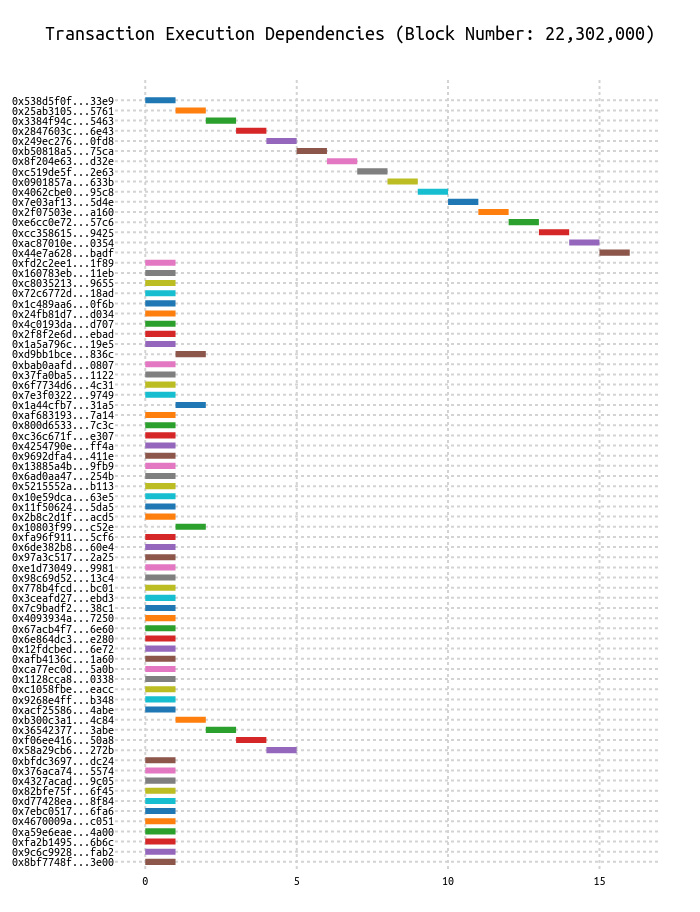 Transaction Execution Dependencies (Block Number: 22,302,000)
0x538d5f0f...33e9
0x25ab3105...5761
0x3384f94c...5463
0x2847603c...6e43
0x249ec276...0fd8
0xb50818a5...75ca
0x8f204e63...d32e
0xc519de5f...2e63
0x0901857a...633b
0x4062cbe0...95c8
0x7e03af13...5d4e
0x2f07503e...a160
0xe6cc0e72...57c6
0xcc358615...9425
0xac87010e...0354
0x44e7a628...badf
0xfd2c2ee1...1f89
0x160783eb...11eb
0xc8035213...9655
0x72c6772d...18ad
0x1c489aa6...0f6b
0x24fb81d7...d034
0x4c0193da...d707
0x2f8f2e6d...ebad
0x1a5a796c...19e5
0xd9bb1bce...836c
0xbab0aafd...0807
0x37fa0ba5...1122
0x6f7734d6...4c31
0x7e3f0322...9749
0x1a44cfb7...31a5
0xaf683193...7a14
0x800d6533...7c3c
0xc36c671f...e307
0x4254790e...ff4a
0x9692dfa4...411e
0x13885a4b...9fb9
0x6ad0aa47...254b
0x5215552a...b113
0x10e59dca...63e5
0x11f50624...5da5
0x2b8c2d1f...acd5
0x10803f99...c52e
0xfa96f911...5cf6
0x6de382b8...60e4
0x97a3c517...2a25
0xe1d73049...9981
0x98c69d52...13c4
0x778b4fcd...bc01
0x3ceafd27...ebd3
0x7c9badf2...38c1
0x4093934a...7250
0x67acb4f7...6e60
0x6e864dc3...e280
0x12fdcbed...6e72
0xafb4136c...1a60
0xca77ec0d...5a0b
0x1128cca8...0338
0xc1058fbe...eacc
0x9268e4ff...b348
0xacf25586...4abe
0xb300c3a1...4c84
0x36542377...3abe
0xf06ee416...50a8
0x58a29cb6...272b
0xbfdc3697...dc24
0x376aca74...5574
0x4327acad...9c05
0x82bfe75f...6f45
0xd77428ea...8f84
0x7ebc0517...6fa6
0x4670009a...c051
0xa59e6eae...4a00
0xfa2b1495...6b6c
0x9c6c9928...fab2
0x8bf7748f...3e00
0 5 10 15